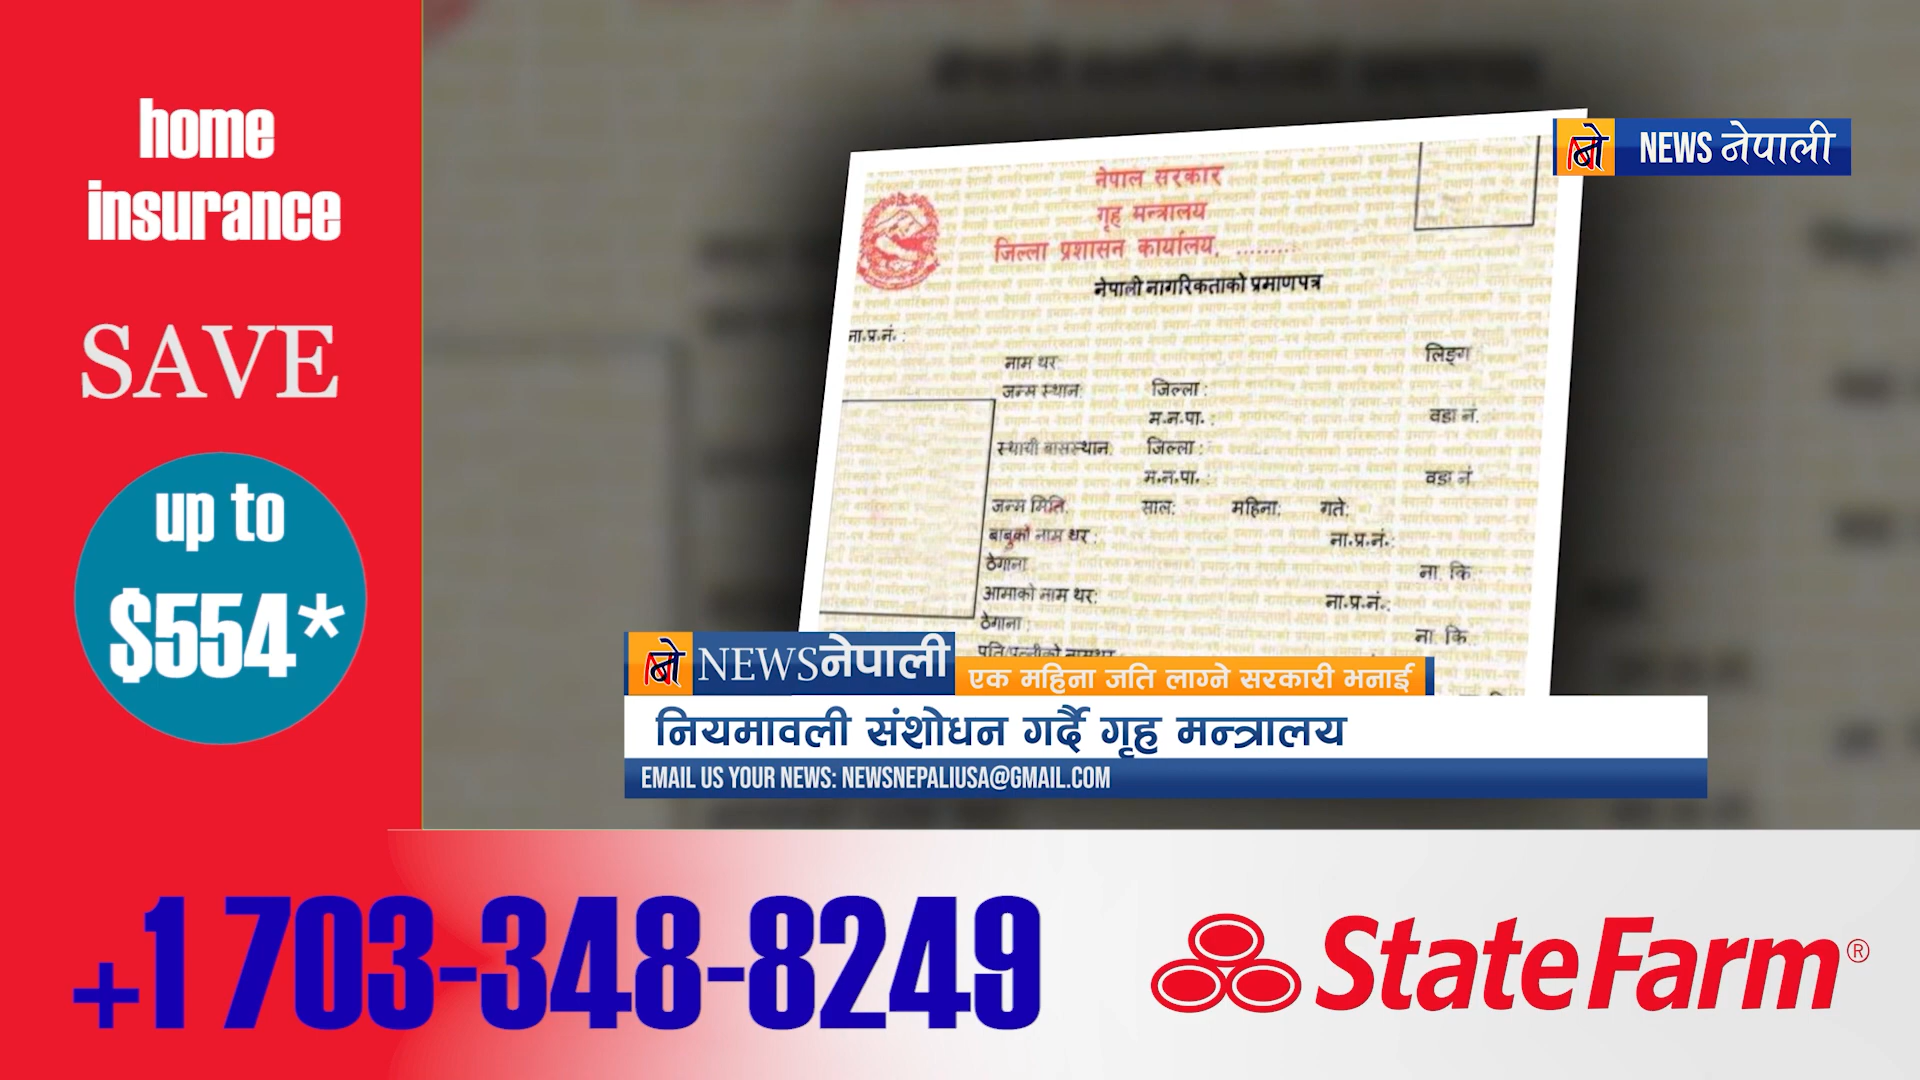 home
insurance
SAVE
up to
$554*
NEWS नेपाली
नेपाल सरकार
गृह मन्त्रालय
जिल्ला प्रशासन कार्यालय, .........
नेपाली नागरिकताको प्रमाणपत्र
ना.प्र.नं. :
नाम थर:
लिङ्ग
जन्म स्थान: जिल्ला :
म.न.पा. : वडा नं.
स्थायी बासस्थान: जिल्ला :
म.न.पा. : वडा नं.
जन्म मिति: साल: महिना: गते:
बाबुको नाम थर : ना.प्र.नं.:
ठेगाना ना. कि.
आमाको नाम थर: ना.प्र.नं.:
ठेगाना : ना. कि.
NEWSनेपाली
एक महिना जति लाग्ने सरकारी भनाई
नियमावली संशोधन गर्दै गृह मन्त्रालय
EMAIL US YOUR NEWS: NEWSNEPALIUSA@GMAIL.COM
+1 703-348-8249
State Farm®